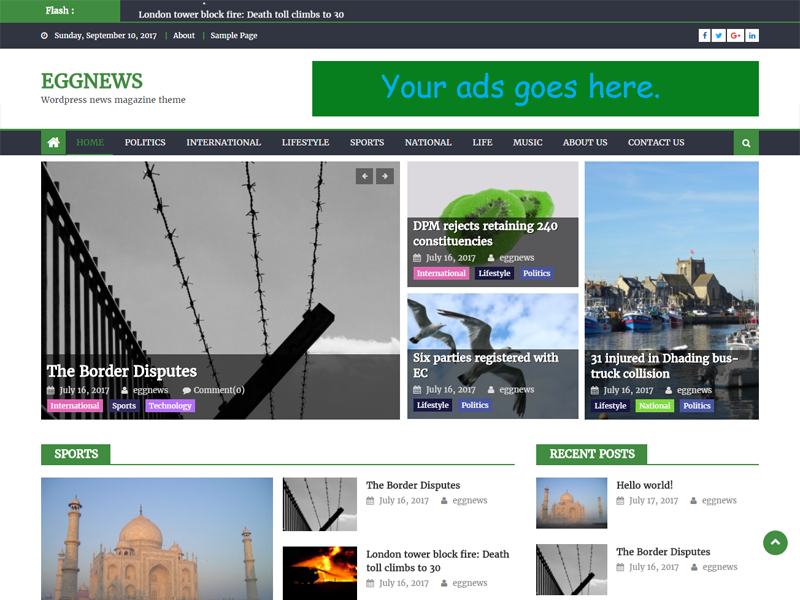 Flash :
London tower block fire: Death toll climbs to 30
Sunday, September 10, 2017 | About | Sample Page
EGGNEWS
Wordpress news magazine theme
Your ads goes here.
HOME POLITICS INTERNATIONAL LIFESTYLE SPORTS NATIONAL LIFE MUSIC ABOUT US CONTACT US
The Border Disputes
July 16, 2017 eggnews Comment(0)
International Sports Technology
DPM rejects retaining 240
constituencies
July 16, 2017 eggnews
International Lifestyle Politics
Six parties registered with
EC
July 16, 2017 eggnews
Lifestyle Politics
31 injured in Dhading bus-
truck collision
July 16, 2017 eggnews
Lifestyle National Politics
SPORTS
The Border Disputes
July 16, 2017 eggnews
London tower block fire: Death
toll climbs to 30
July 16, 2017 eggnews
RECENT POSTS
Hello world!
July 17, 2017 eggnews
The Border Disputes
July 16, 2017 eggnews